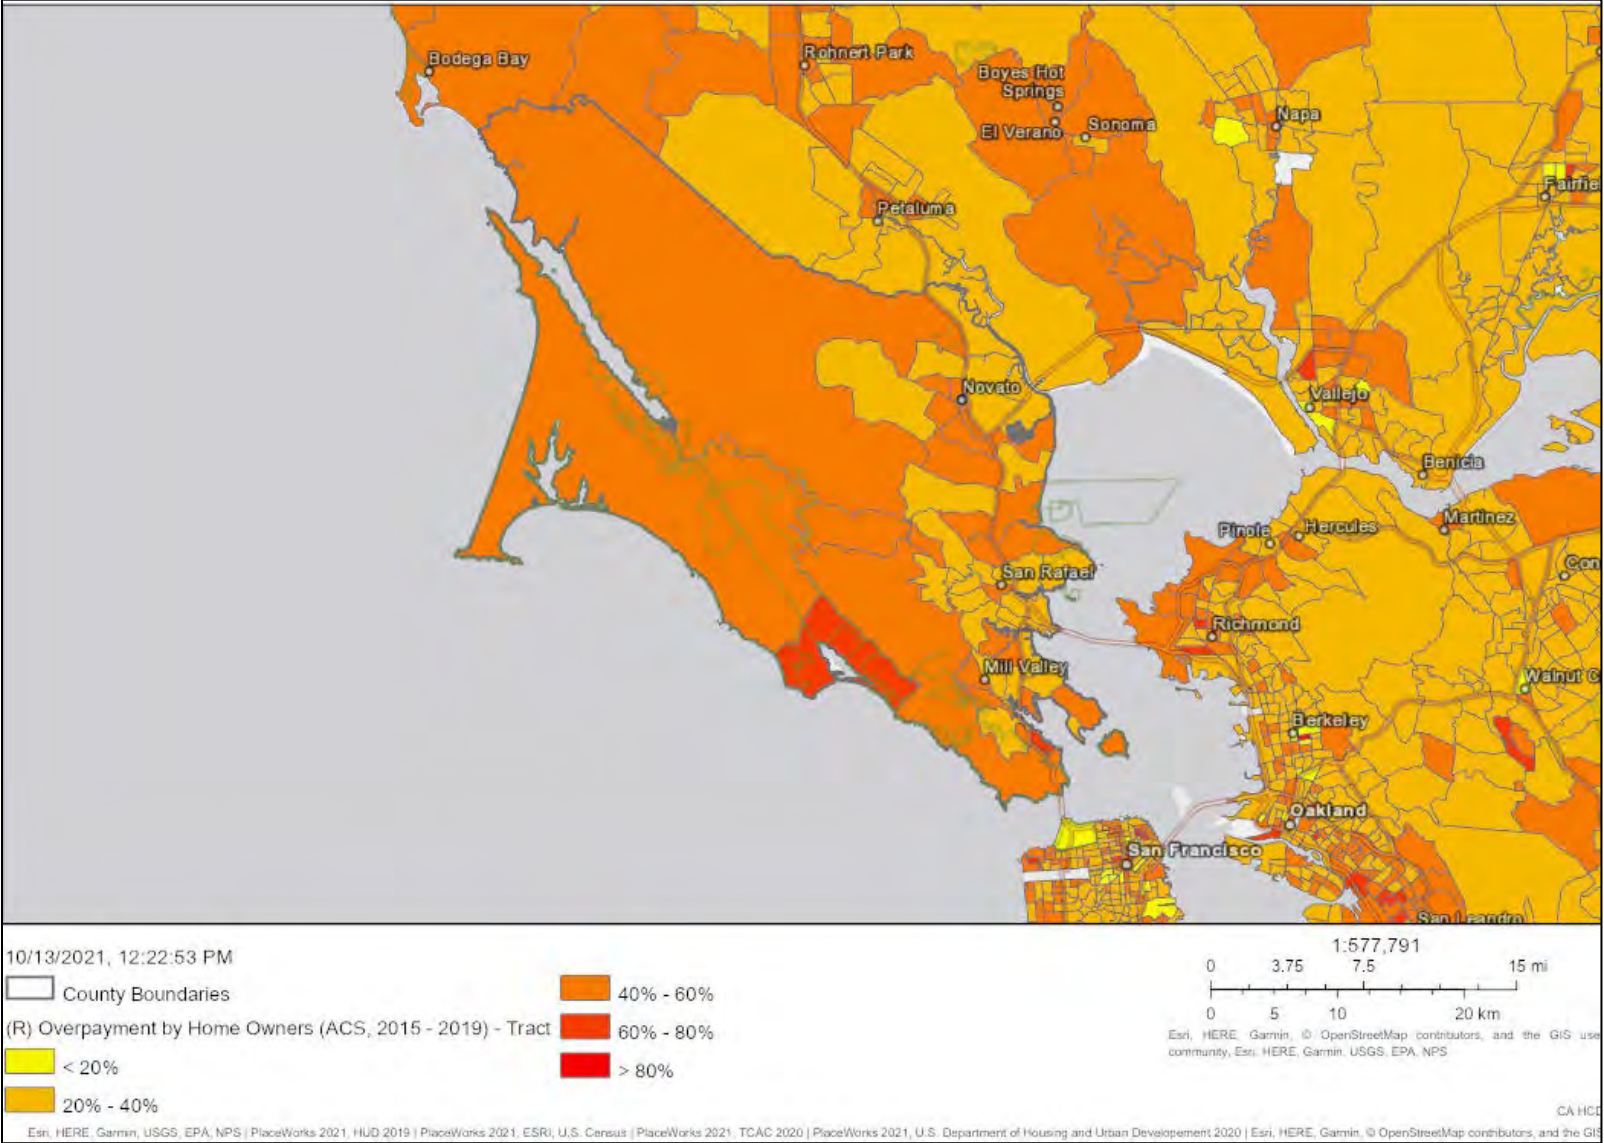 Bodega Bay
Rohnert Park
Boyes Hot
Springs
El Verano
Sonoma
Napa
Petaluma
Novato
Vallejo
Benicia
Martinez
Pinole
Hercules
San Rafael
Richmond
Mill Valley
Walnut C
Berkeley
Oakland
San Francisco
San Leandro
Fairfie
Con
10/13/2021, 12:22:53 PM
County Boundaries
(R) Overpayment by Home Owners (ACS, 2015 - 2019) - Tract
< 20%
20% - 40%
40% - 60%
60% - 80%
> 80%
1:577,791
0 3.75 7.5 15 mi
0 5 10 20 km
Esri, HERE, Garmin, © OpenStreetMap contributors, and the GIS use
community, Esri, HERE, Garmin, USGS, EPA, NPS
CA HCD
Esri, HERE, Garmin, USGS, EPA, NPS | PlaceWorks 2021, HUD 2019 | PlaceWorks 2021, ESRI, U.S. Census | PlaceWorks 2021, TCAC 2020 | PlaceWorks 2021, U.S. Department of Housing and Urban Developement 2020 | Esri, HERE, Garmin, © OpenStreetMap contributors, and the GIS